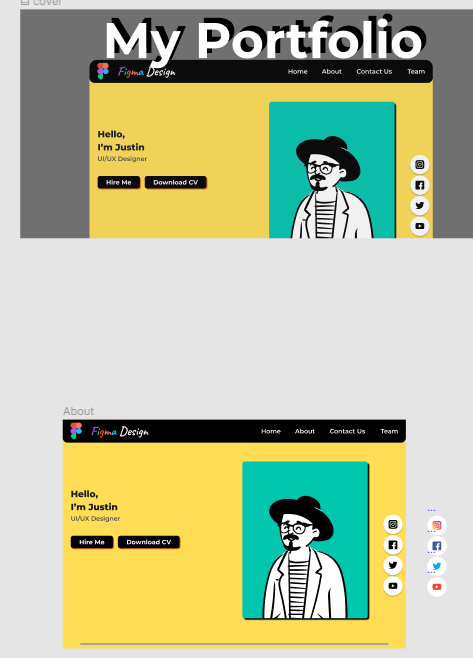 cover
My Portfolio
Figma Design
Home About Contact Us Team
Hello,
I'm Justin
UI/UX Designer
Hire Me Download CV
About
Figma Design
Home About Contact Us Team
Hello,
I'm Justin
UI/UX Designer
Hire Me Download CV